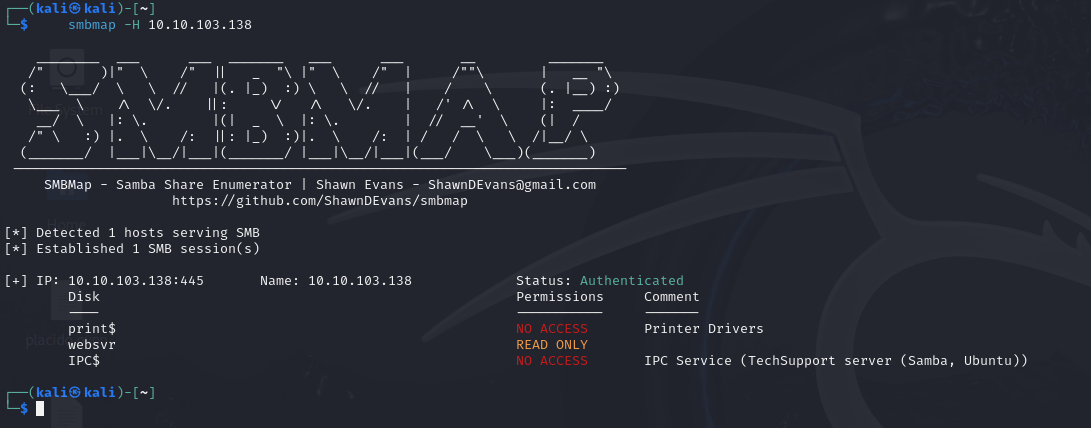 ┌──(kali㉿kali)-[~]
└─$ smbmap -H 10.10.103.138
SMBMap - Samba Share Enumerator | Shawn Evans - ShawnDEvans@gmail.com
https://github.com/ShawnDEvans/smbmap
[*] Detected 1 hosts serving SMB
[*] Established 1 SMB session(s)
[+] IP: 10.10.103.138:445 Name: 10.10.103.138 Status: Authenticated
Disk Permissions Comment
---- ----------- -------
print$ NO ACCESS Printer Drivers
websvr READ ONLY
IPC$ NO ACCESS IPC Service (TechSupport server (Samba, Ubuntu))
┌──(kali㉿kali)-[~]
└─$